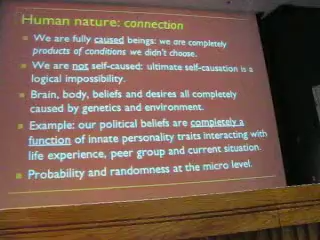 Human nature: connection
We are fully caused beings: we are completely
products of conditions we didn't choose.
We are not self-caused: ultimate self-causation is a
logical impossibility.
Brain, body, beliefs and desires all completely
caused by genetics and environment.
Example: our political beliefs are completely a
function of innate personality traits interacting with
life experience, peer group and current situation.
Probability and randomness at the micro level.